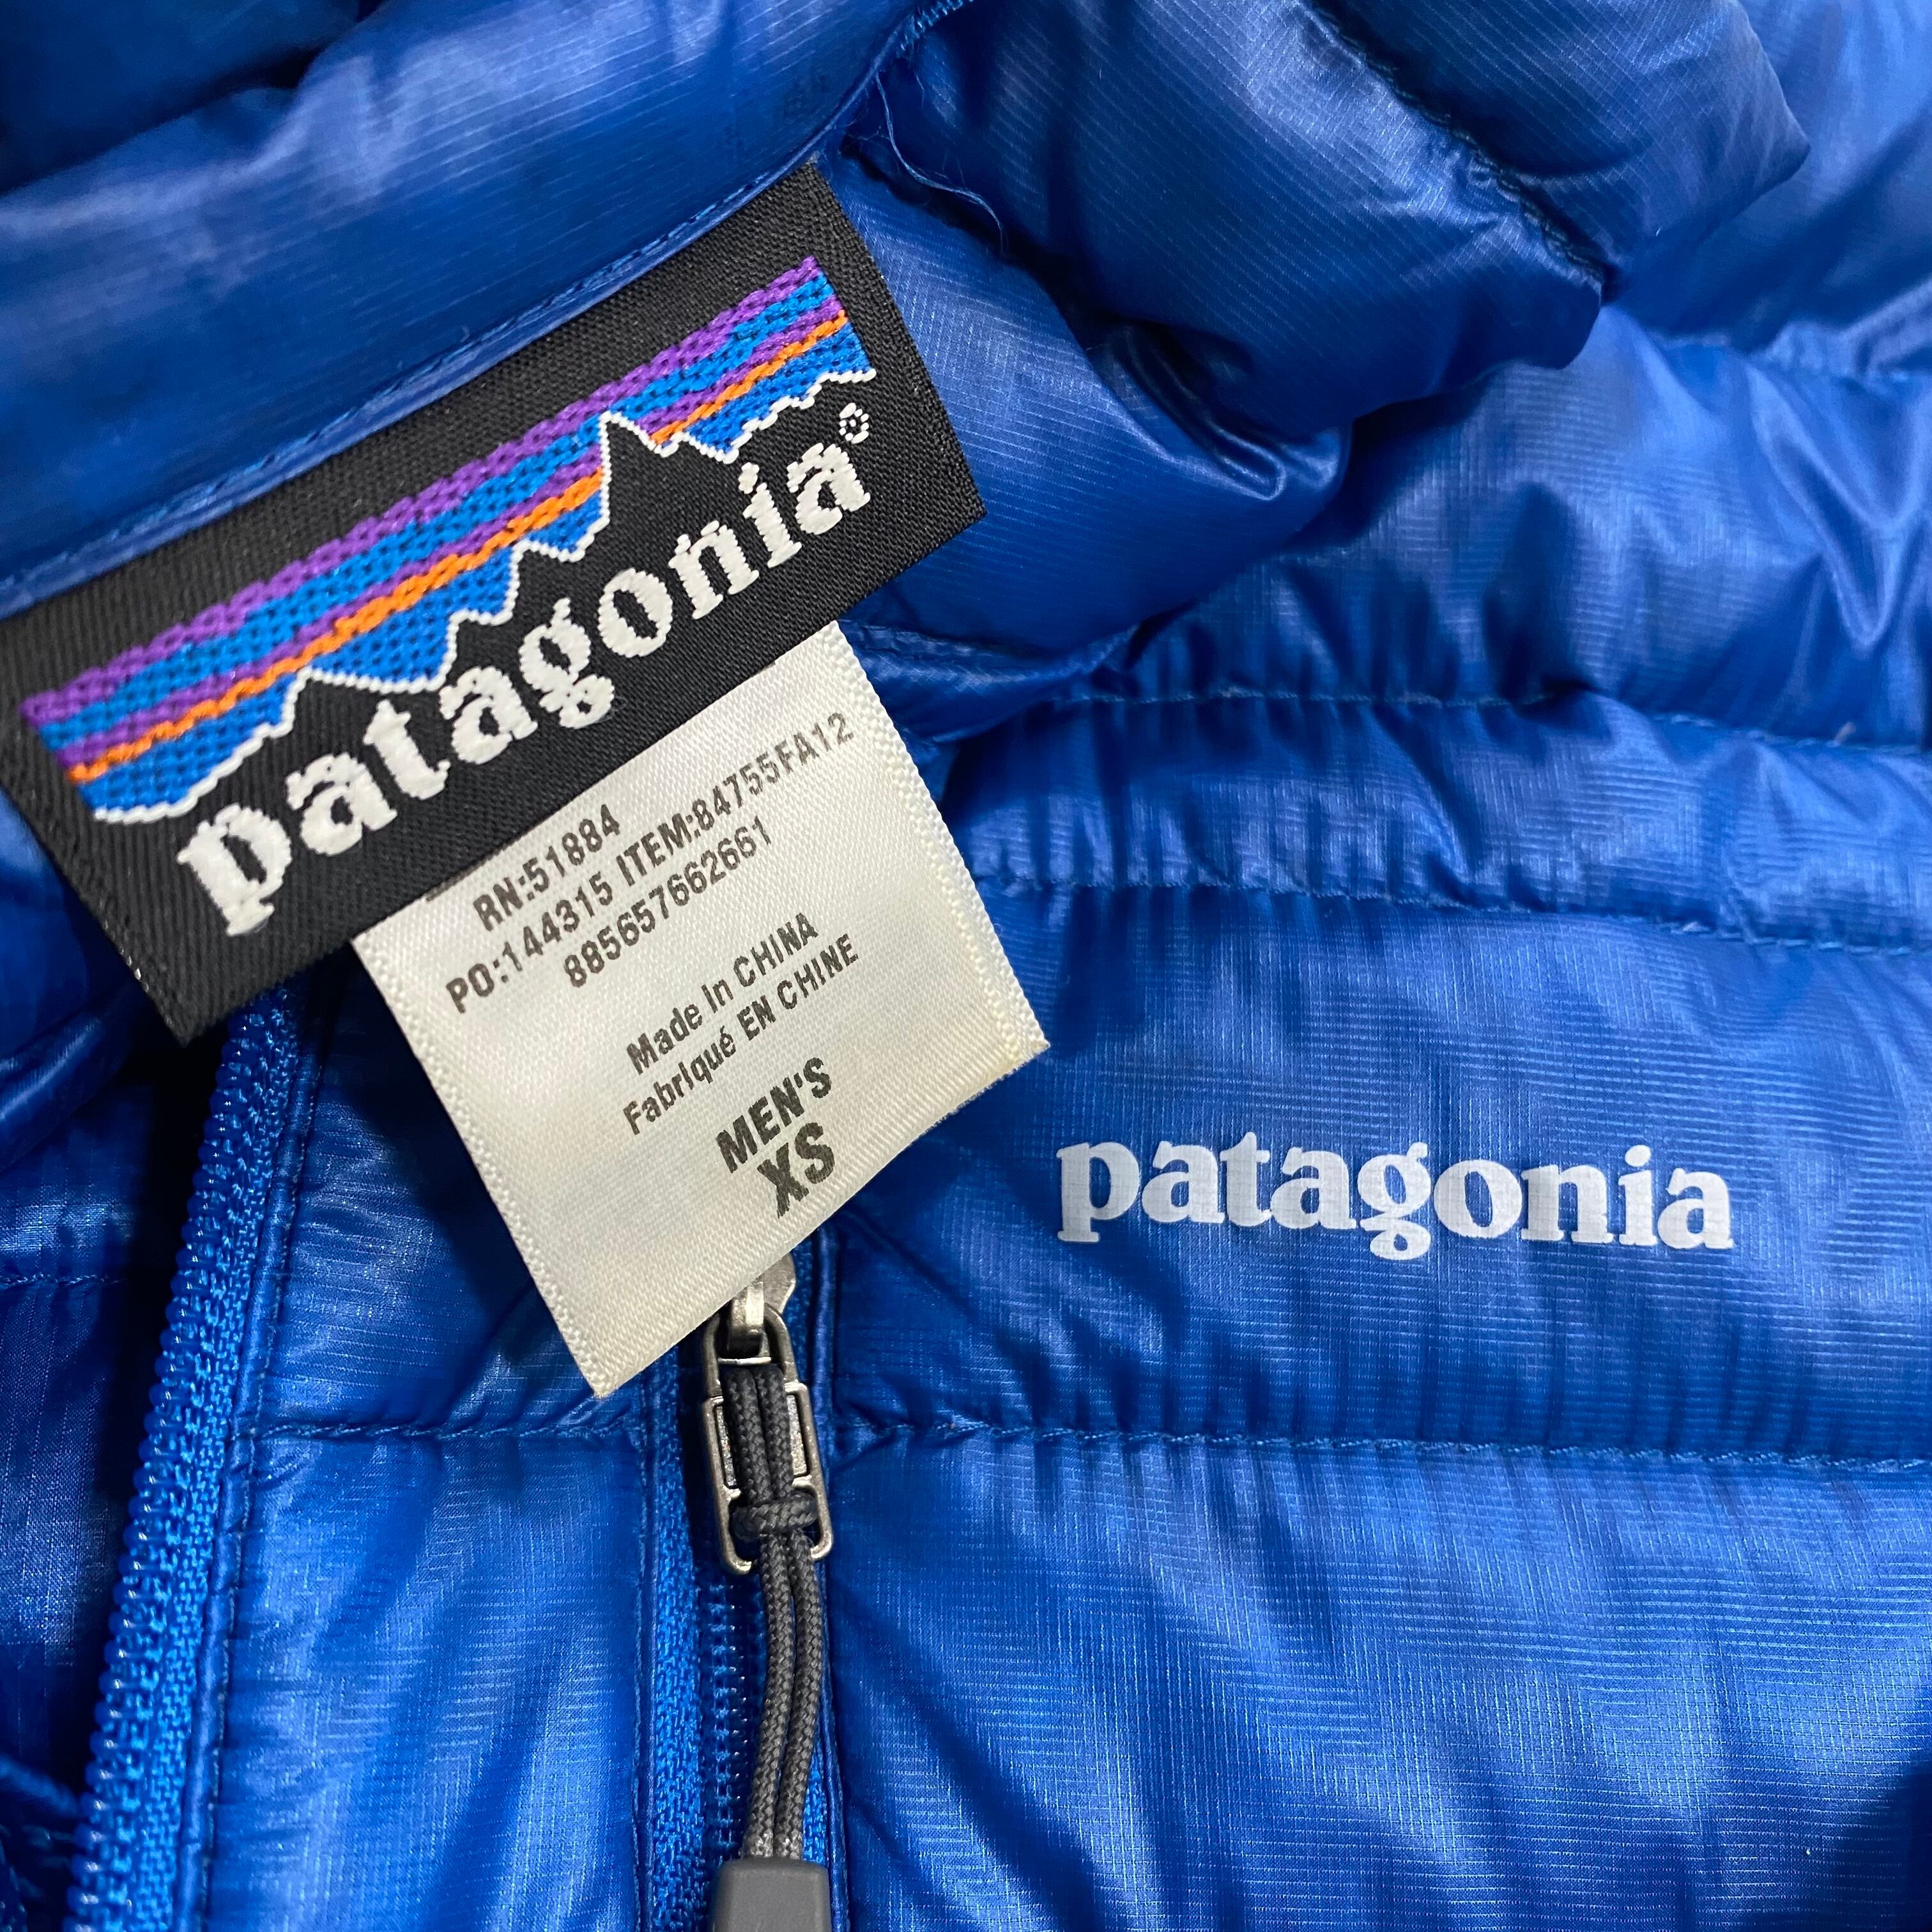 patagonia®
RN:51884
PO:144315 ITEM:84755FA12
885657662661
Made In CHINA
Fabriqué EN CHINE
MEN'S
XS
patagonia